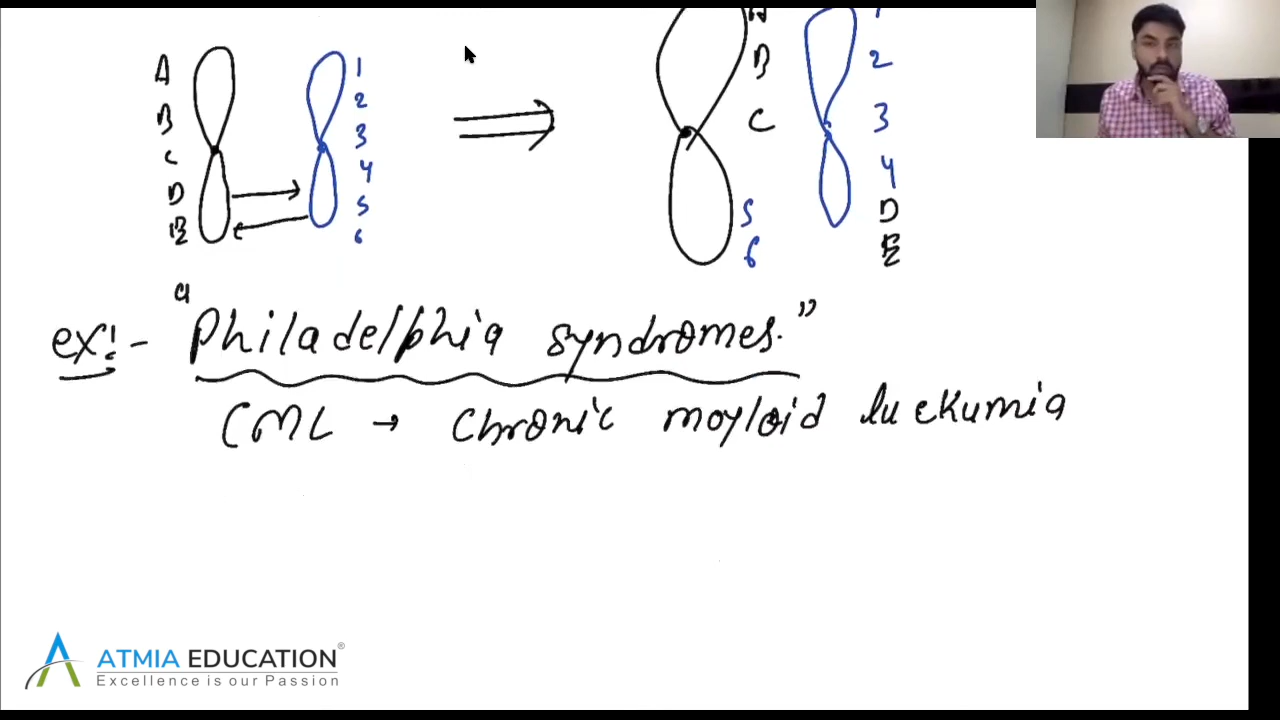 A
B
C
D
E
1
2
3
4
5
6
B
C
5
6
2
3
4
D
E
ex:- "Philadelphia syndromes."
CML → Chronic moyloid luekumia
ATMIA EDUCATION®
Excellence is our Passion